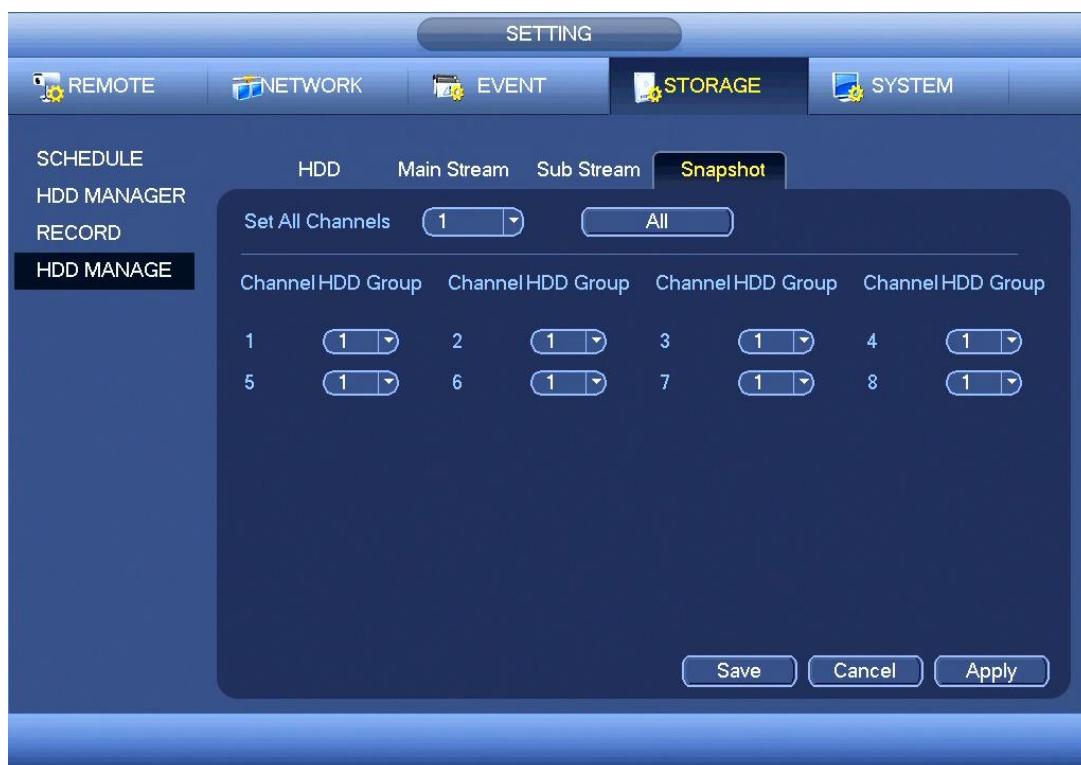 SETTING
REMOTE NETWORK EVENT STORAGE SYSTEM
SCHEDULE
HDD MANAGER
RECORD
HDD MANAGE
HDD Main Stream Sub Stream Snapshot
Set All Channels 1 All
Channel HDD Group Channel HDD Group Channel HDD Group Channel HDD Group
1 1 2 1 3 1 4 1
5 1 6 1 7 1 8 1
Save Cancel Apply